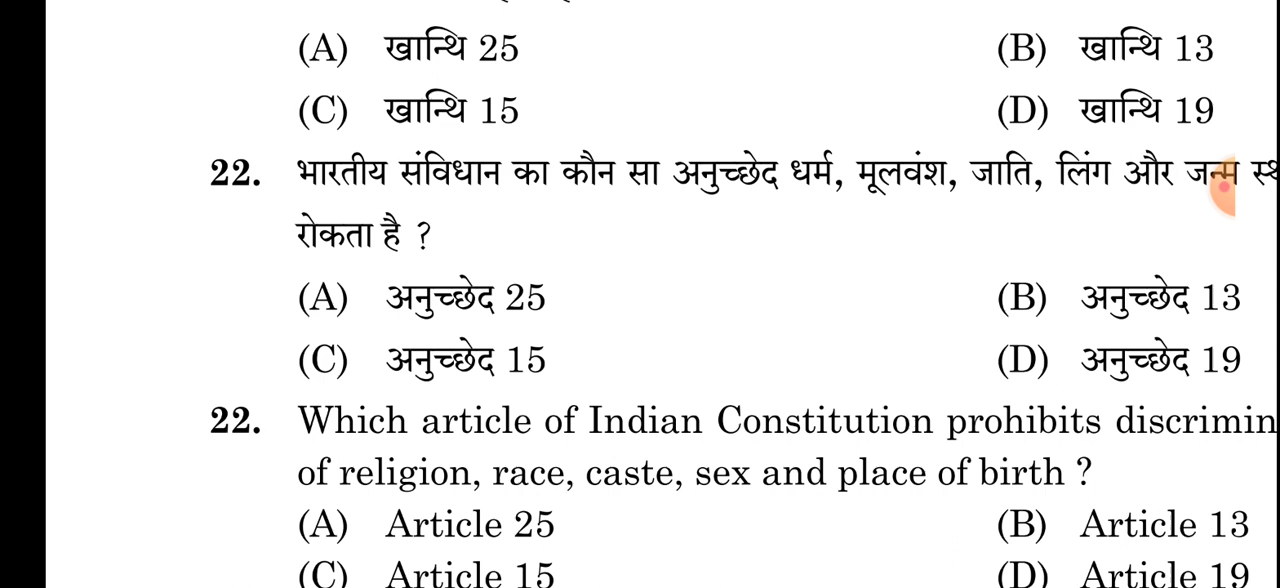 (A) खान्थि 25 (B) खान्थि 13
(C) खान्थि 15 (D) खान्थि 19
22. भारतीय संविधान का कौन सा अनुच्छेद धर्म, मूलवंश, जाति, लिंग और जन्म
रोकता है ?
(A) अनुच्छेद 25 (B) अनुच्छेद 13
(C) अनुच्छेद 15 (D) अनुच्छेद 19
22. Which article of Indian Constitution prohibits discrimin
of religion, race, caste, sex and place of birth ?
(A) Article 25 (B) Article 13
(C) Article 15 (D) Article 19